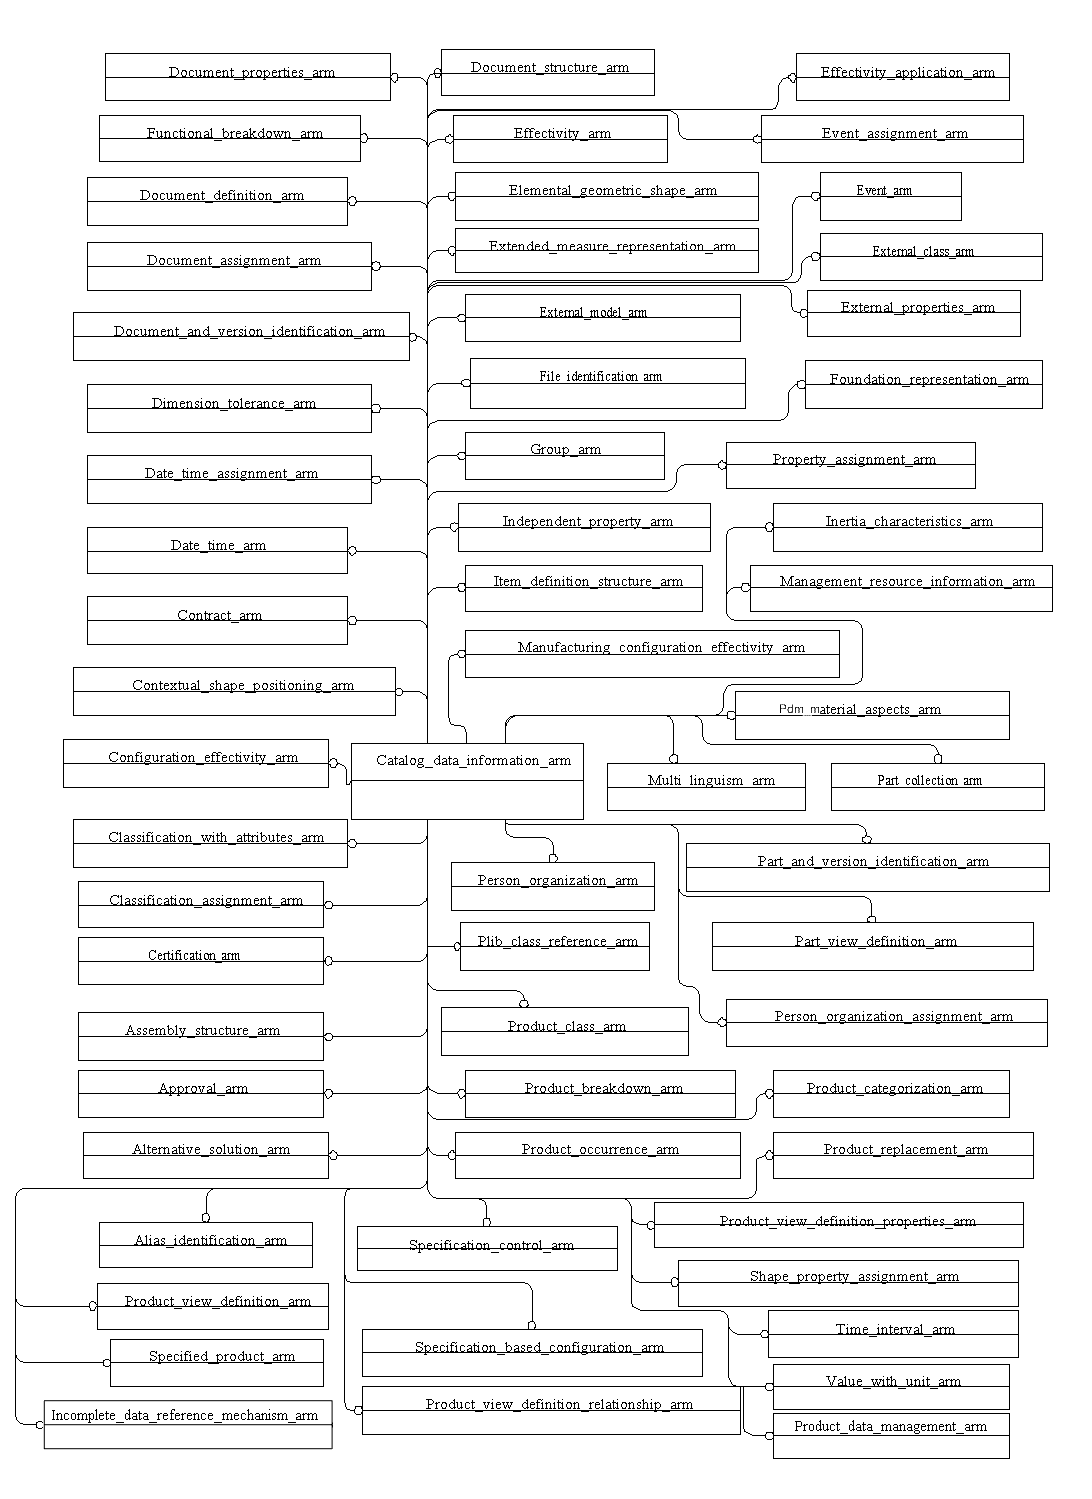 Document_properties_arm
Document_structure_arm
Effectivity_application_arm
Functional_breakdown_arm
Effectivity_arm
Event_assignment_arm
Document_definition_arm
Elemental_geometric_shape_arm
Event_arm
Document_assignment_arm
Extended_measure_representation_arm
External_class_arm
Document_and_version_identification_arm
External_model_arm
External_properties_arm
Dimension_tolerance_arm
File_identification_arm
Foundation_representation_arm
Group_arm
Property_assignment_arm
Date_time_assignment_arm
Independent_property_arm
Inertia_characteristics_arm
Date_time_arm
Item_definition_structure_arm
Management_resource_information_arm
Contract_arm
Manufacturing_configuration_effectivity_arm
Contextual_shape_positioning_arm
Pdm_material_aspects_arm
Configuration_effectivity_arm
Catalog_data_information_arm
Multi_linguism_arm
Part_collection_arm
Classification_with_attributes_arm
Part_and_version_identification_arm
Person_organization_arm
Classification_assignment_arm
Plib_class_reference_arm
Part_view_definition_arm
Certification_arm
Product_class_arm
Person_organization_assignment_arm
Assembly_structure_arm
Approval_arm
Product_breakdown_arm
Product_categorization_arm
Alternative_solution_arm
Product_occurrence_arm
Product_replacement_arm
Alias_identification_arm
Specification_control_arm
Product_view_definition_properties_arm
Product_view_definition_arm
Shape_property_assignment_arm
Specified_product_arm
Specification_based_configuration_arm
Time_interval_arm
Value_with_unit_arm
Incomplete_data_reference_mechanism_arm
Product_view_definition_relationship_arm
Product_data_management_arm